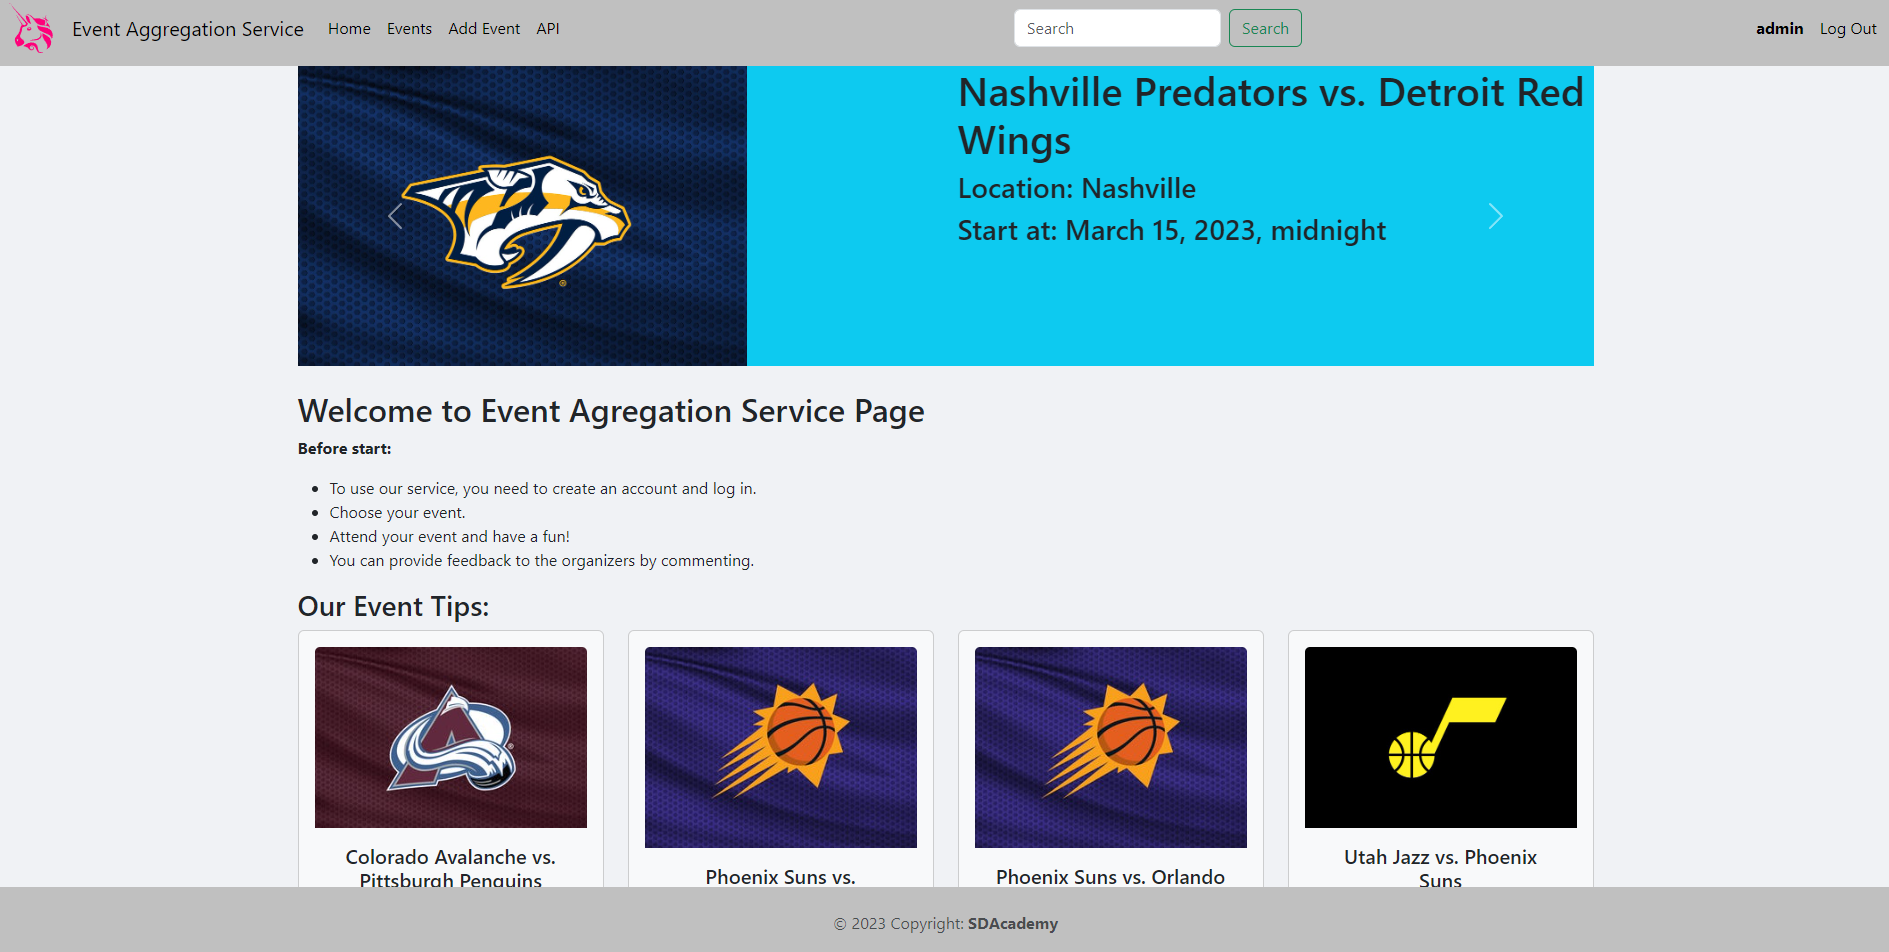 Event Aggregation Service Home Events Add Event API Search Search admin Log Out
Nashville Predators vs. Detroit Red
Wings
Location: Nashville
Start at: March 15, 2023, midnight
Welcome to Event Agregation Service Page
Before start:
To use our service, you need to create an account and log in.
Choose your event.
Attend your event and have a fun!
You can provide feedback to the organizers by commenting.
Our Event Tips:
Colorado Avalanche vs.
Pittsburgh Penguins
Phoenix Suns vs.
Phoenix Suns vs. Orlando
Utah Jazz vs. Phoenix
Suns
© 2023 Copyright: SDAcademy